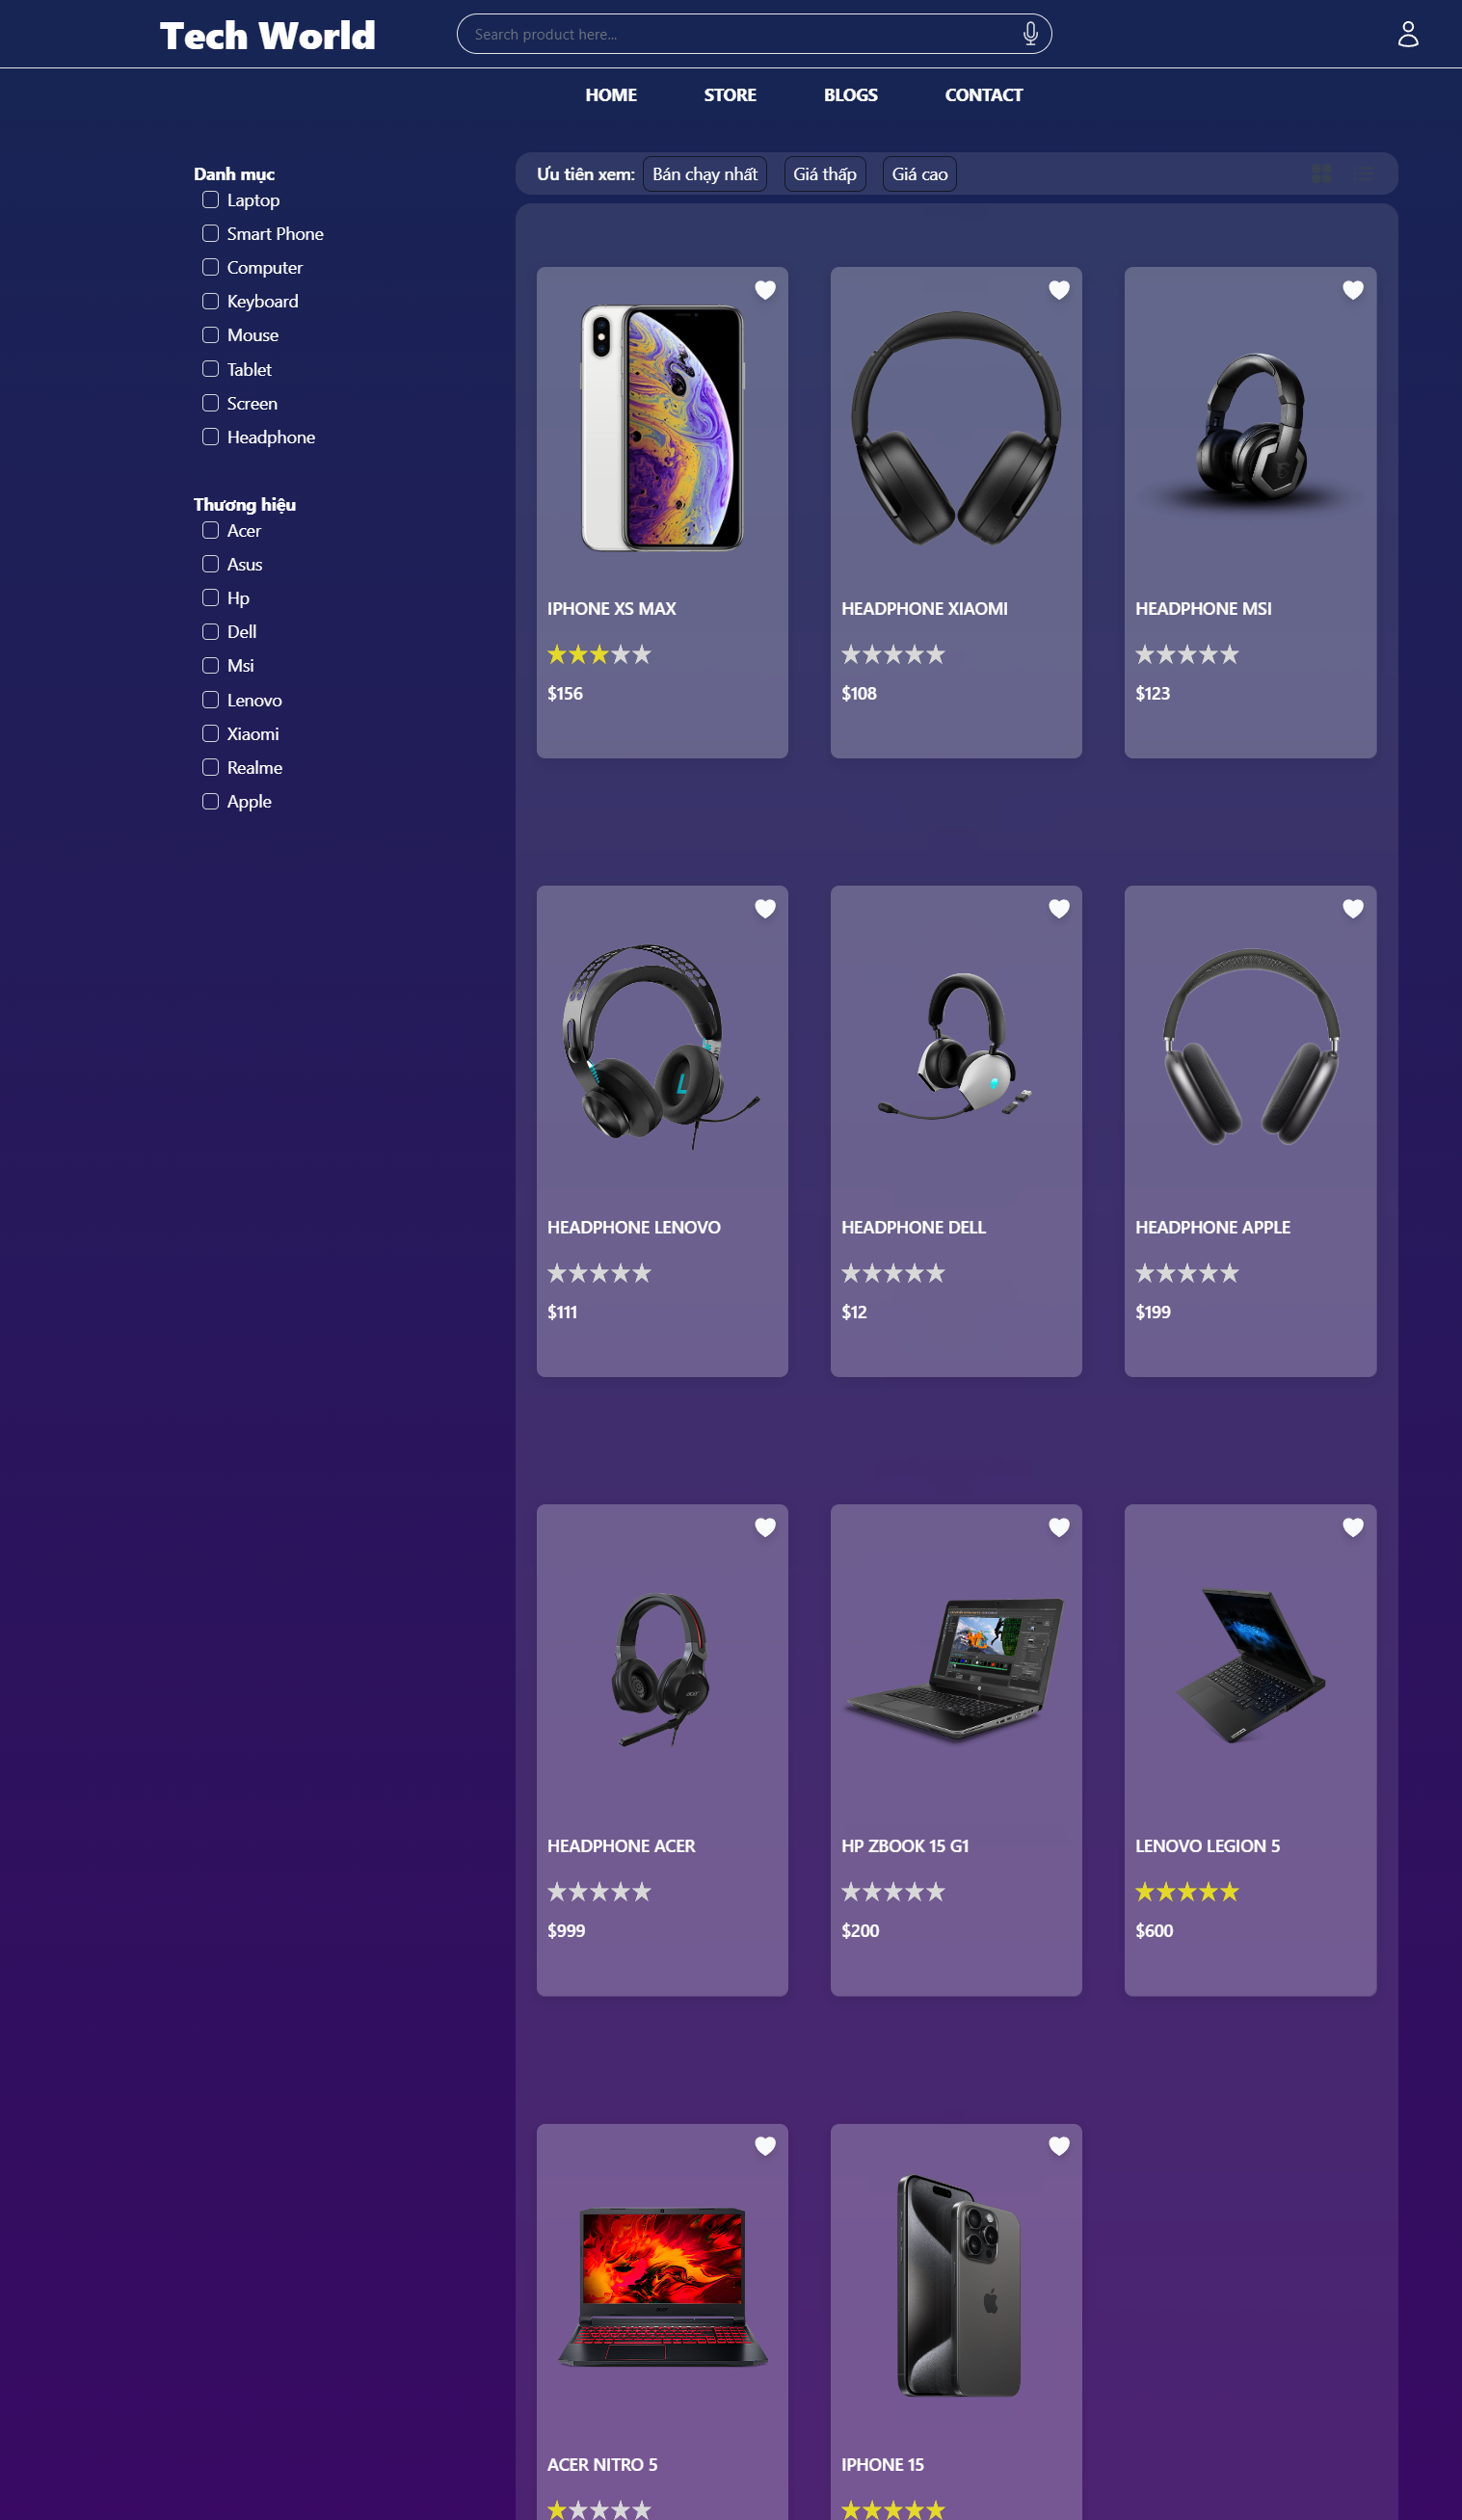 Tech World
Search product here...
HOME STORE BLOGS CONTACT
Danh mục
Laptop
Smart Phone
Computer
Keyboard
Mouse
Tablet
Screen
Headphone
Thương hiệu
Acer
Asus
Hp
Dell
Msi
Lenovo
Xiaomi
Realme
Apple
Ưu tiên xem: Bán chạy nhất Giá thấp Giá cao
IPHONE XS MAX
$156
HEADPHONE XIAOMI
$108
HEADPHONE MSI
$123
HEADPHONE LENOVO
$111
HEADPHONE DELL
$12
HEADPHONE APPLE
$199
HEADPHONE ACER
$999
HP ZBOOK 15 G1
$200
LENOVO LEGION 5
$600
ACER NITRO 5
IPHONE 15